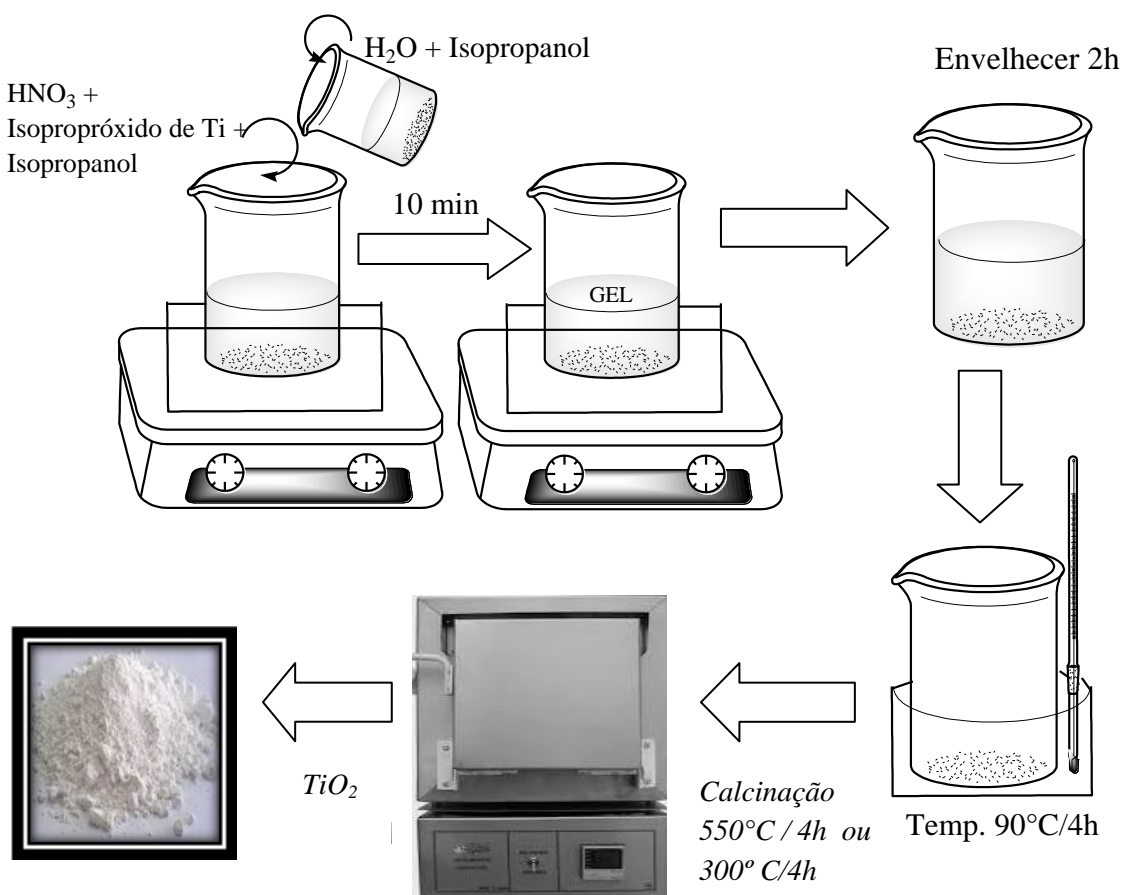 H₂O + Isopropanol
HNO₃ +
Isopropróxido de Ti +
Isopropanol
10 min
GEL
Envelhecer 2h
Temp. 90°C/4h
Calcinação
550°C / 4h ou
300º C/4h
TiO₂